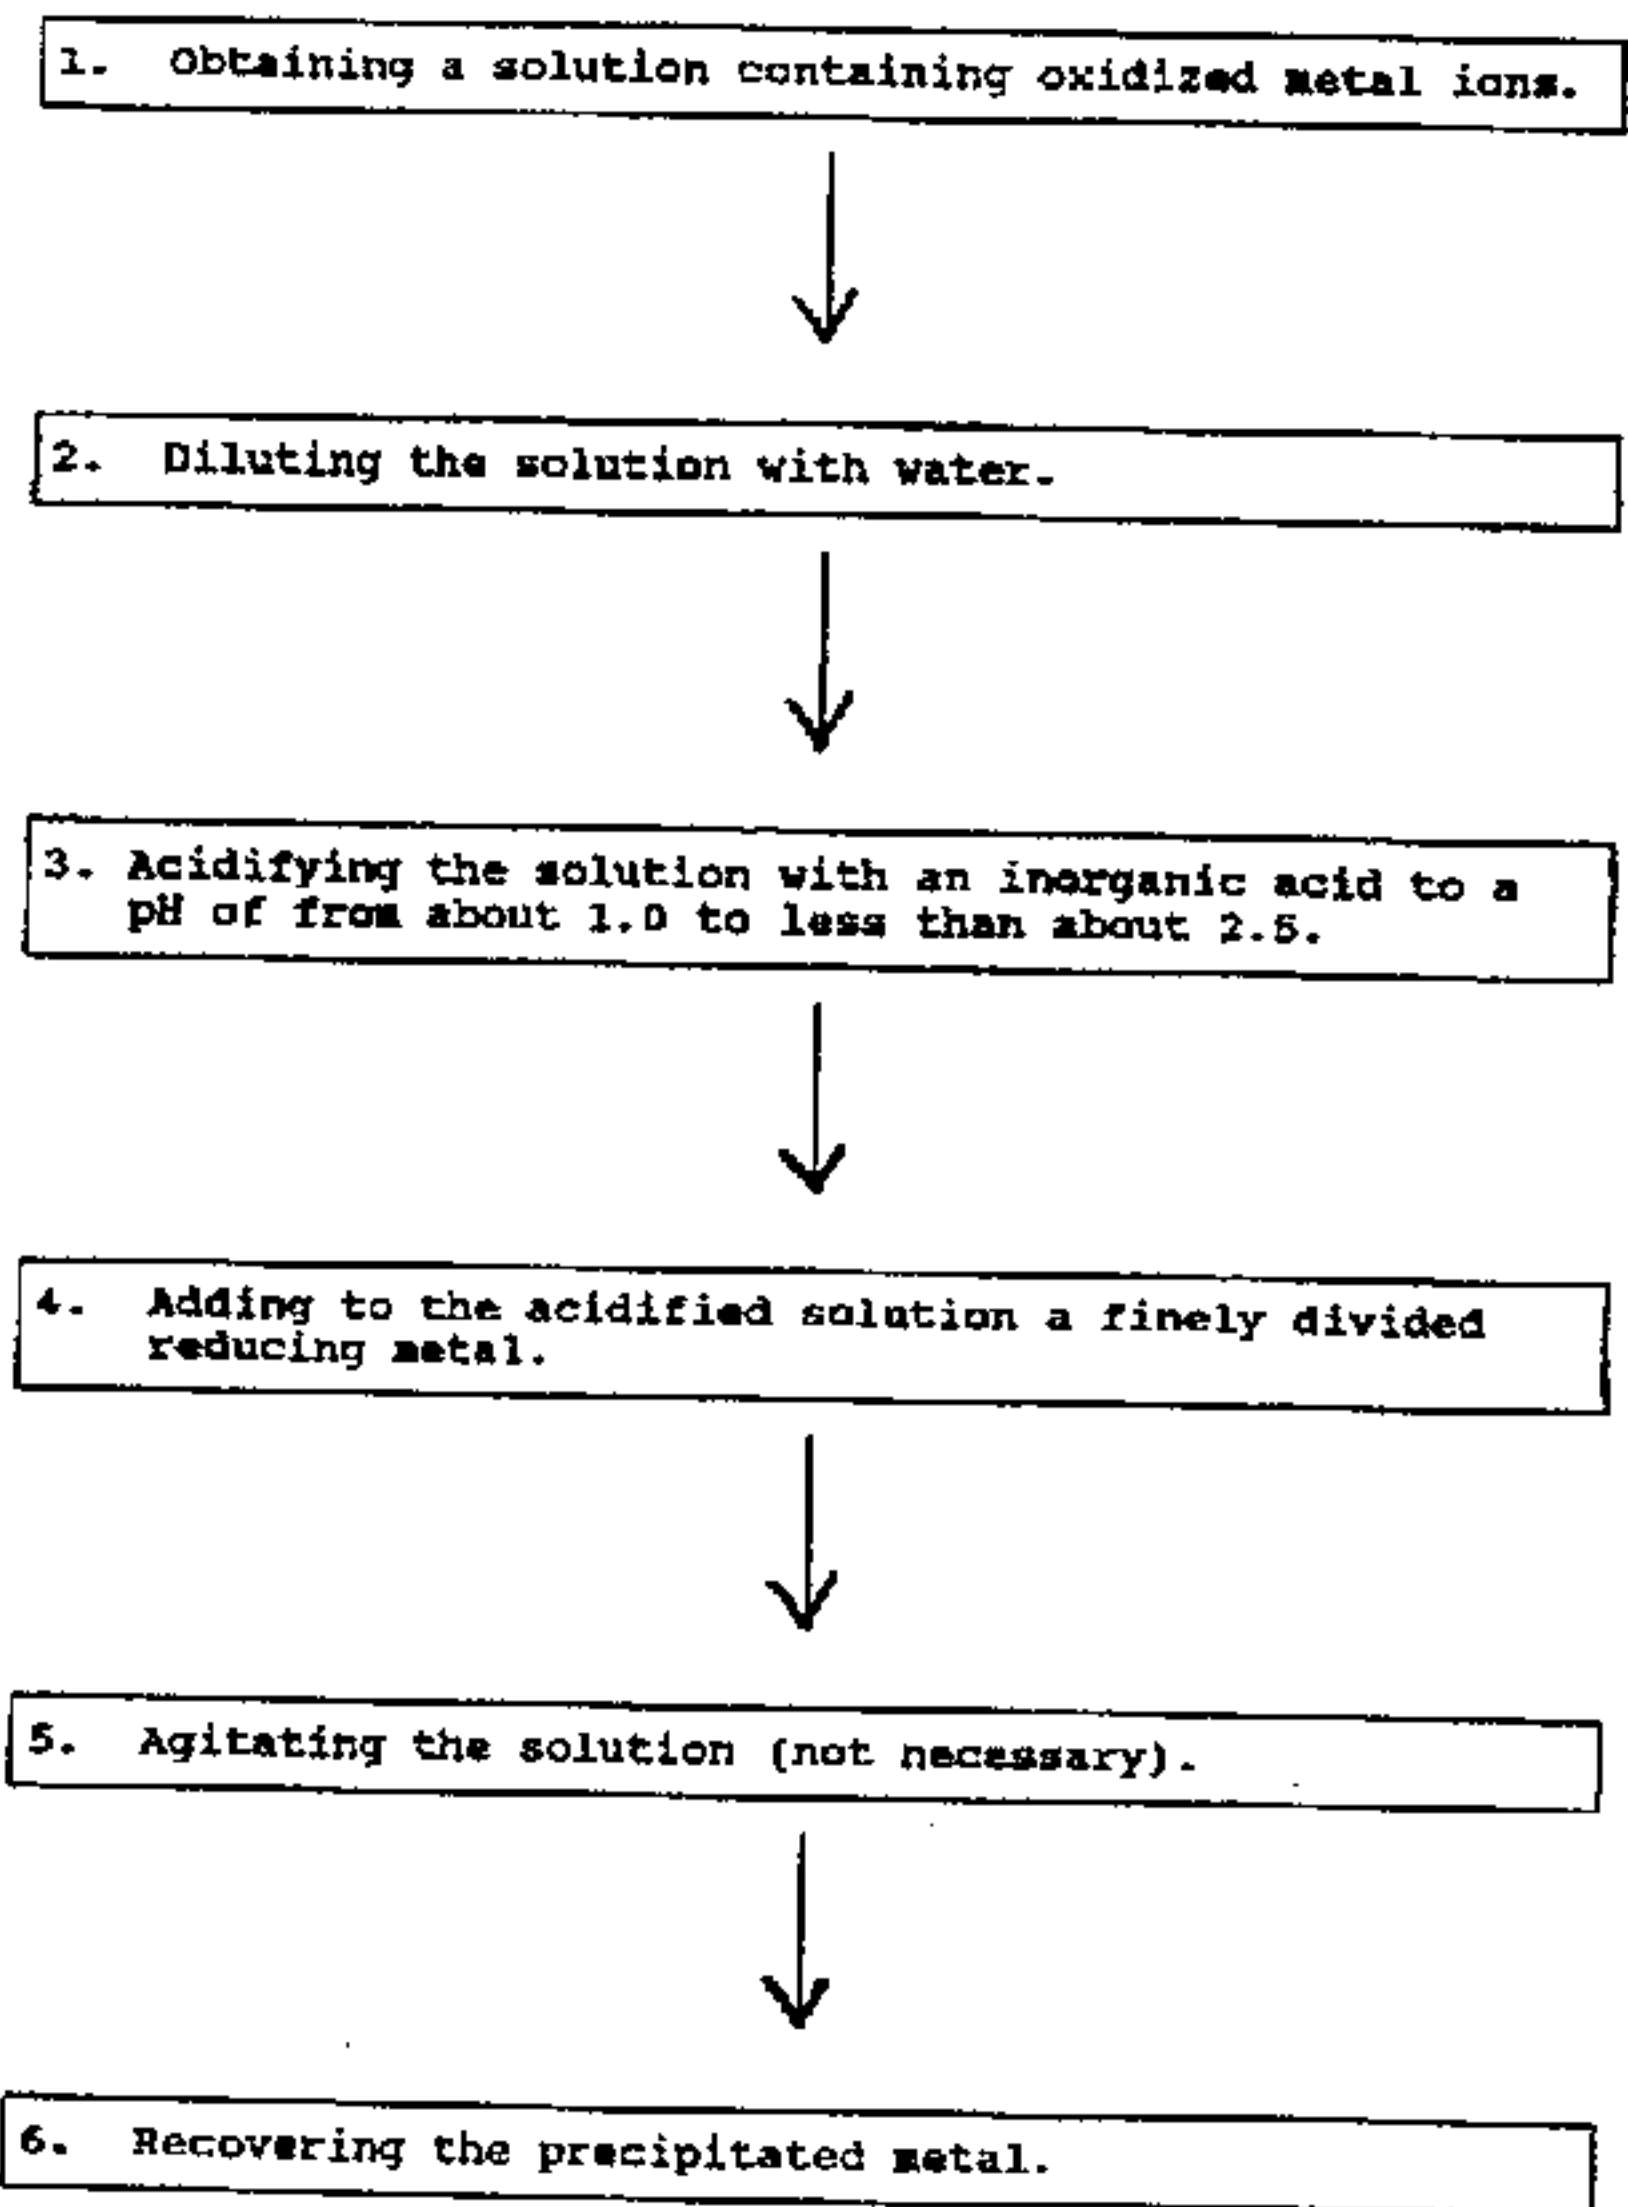 1. Obtaining a solution containing oxidized metal ions.
2. Diluting the solution with water.
3. Acidifying the solution with an inorganic acid to a
pH of from about 1.0 to less than about 2.5.
4. Adding to the acidified solution a finely divided
reducing metal.
5. Agitating the solution (not necessary).
6. Recovering the precipitated metal.